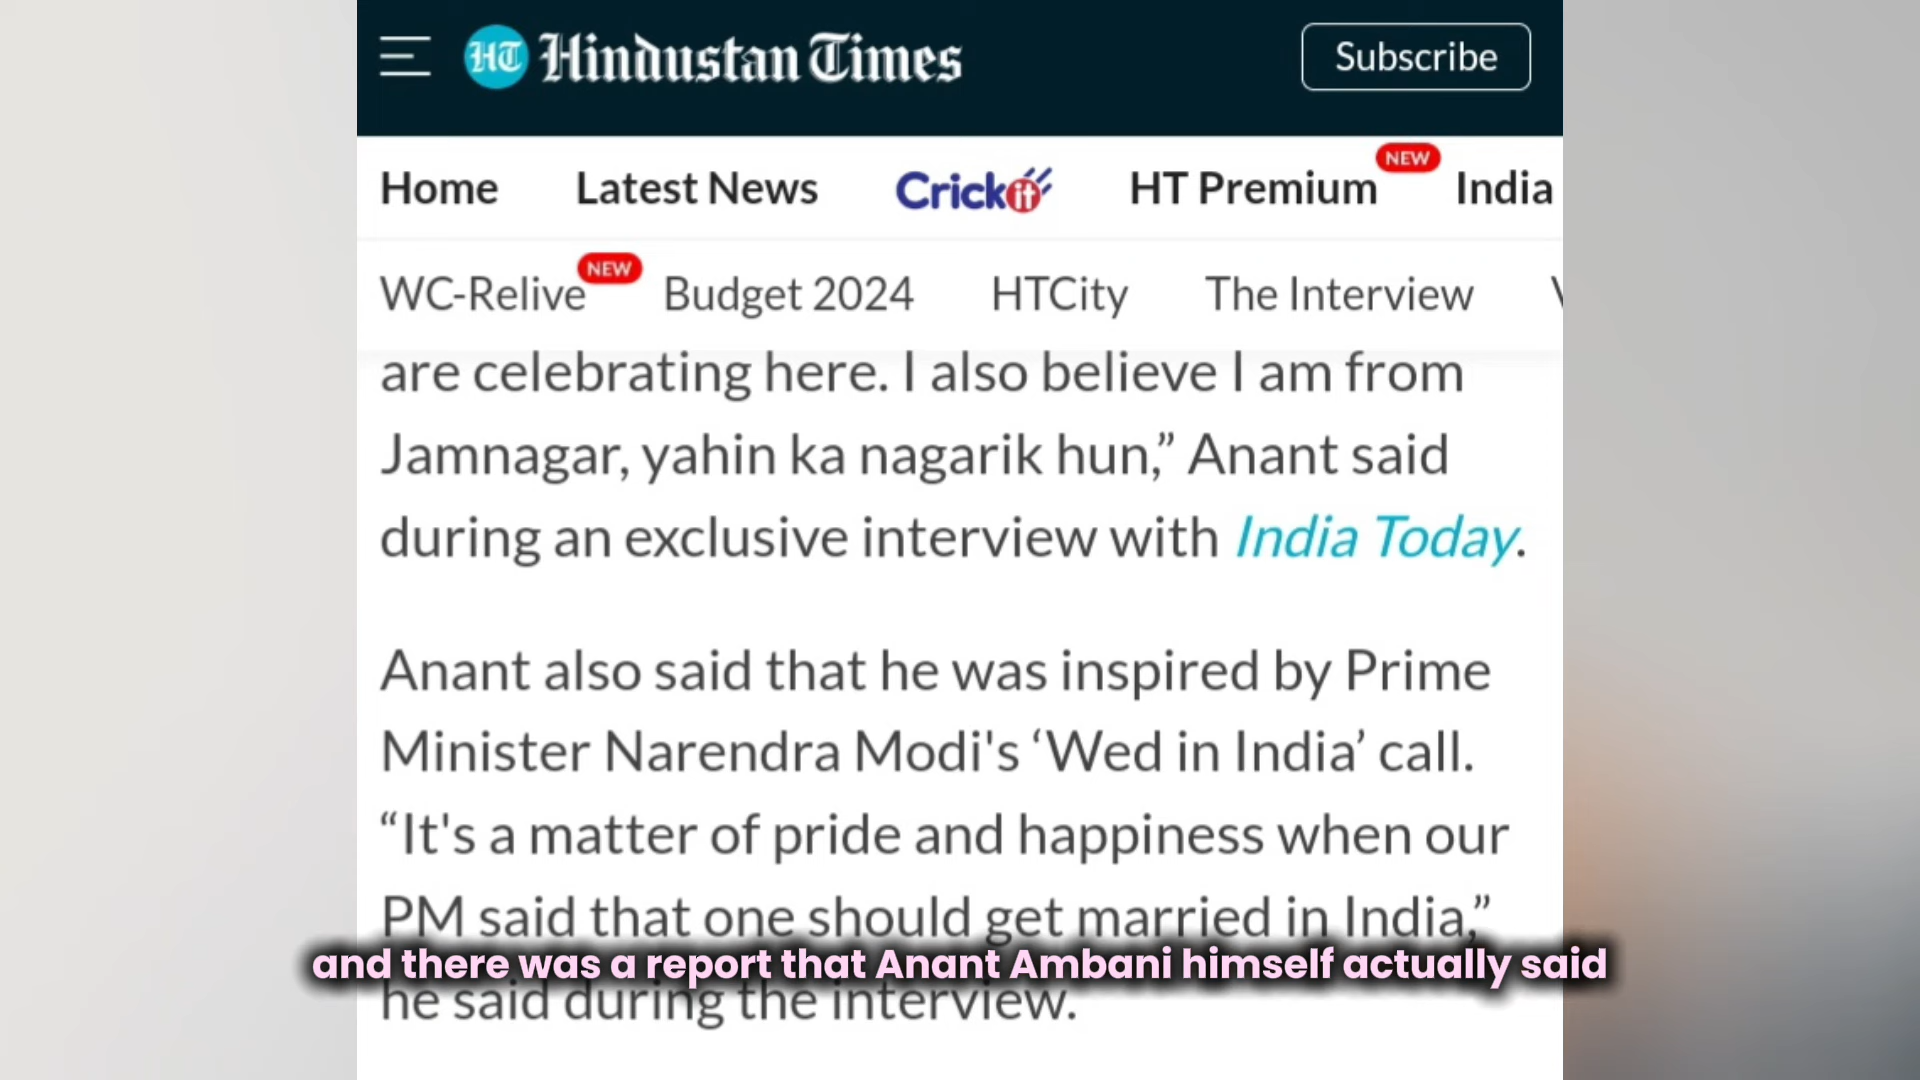 HT Hindustan Times
Subscribe
Home Latest News Crickit HT Premium NEW India
WC-Relive NEW Budget 2024 HTCity The Interview
are celebrating here. I also believe I am from
Jamnagar, yahin ka nagarik hun,” Anant said
during an exclusive interview with India Today.
Anant also said that he was inspired by Prime
Minister Narendra Modi's ‘Wed in India’ call.
“It's a matter of pride and happiness when our
PM said that one should get married in India,”
and there was a report that Anant Ambani himself actually said
he said during the interview.